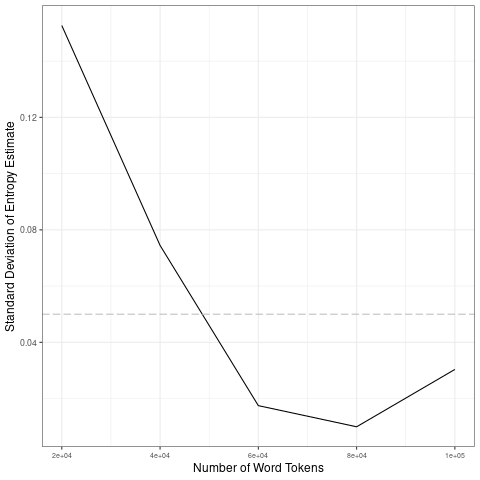 Standard Deviation of Entropy Estimate
0.12
0.08
0.04
2e+04 4e+04 6e+04 8e+04 1e+05
Number of Word Tokens